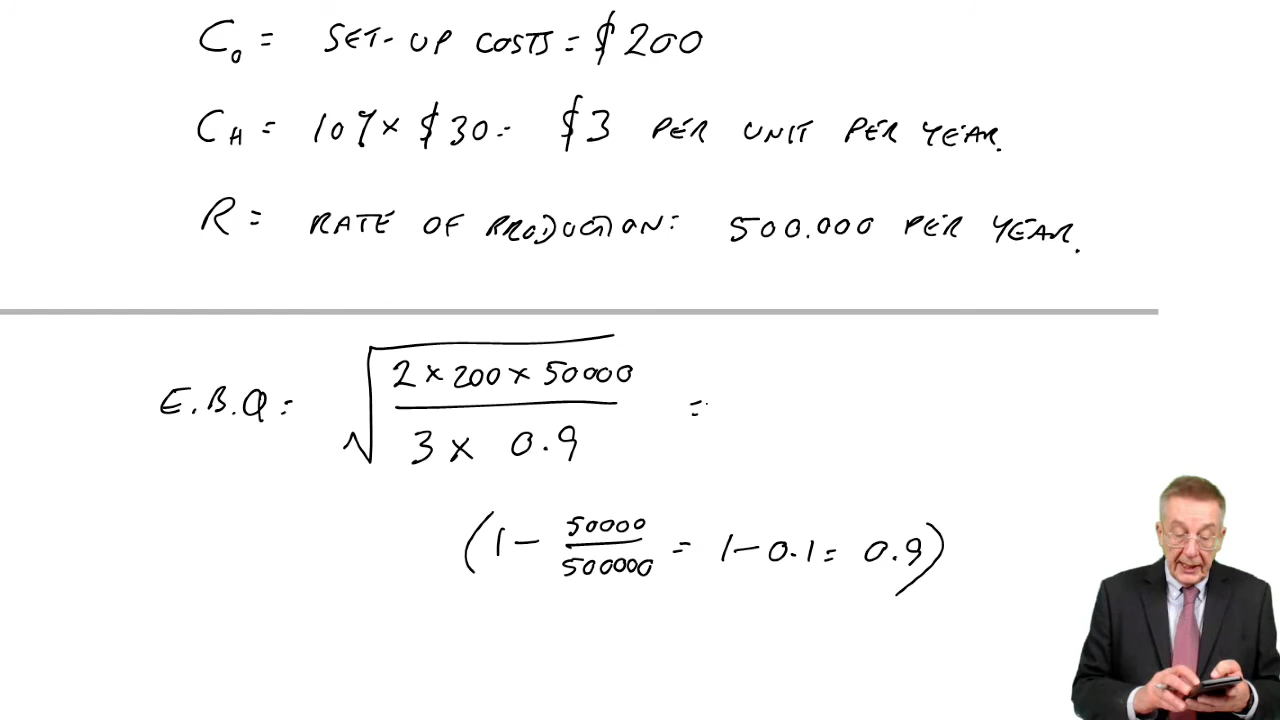 C₀ = SET-UP COSTS = $200
C_H = 10% × $30 = $3 PER UNIT PER YEAR.
R = RATE OF PRODUCTION = 500.000 PER YEAR.
E.B.Q = √((2 × 200 × 50000) / (3 × 0.9)) =
(1 - 50000/500000 = 1 - 0.1 = 0.9)